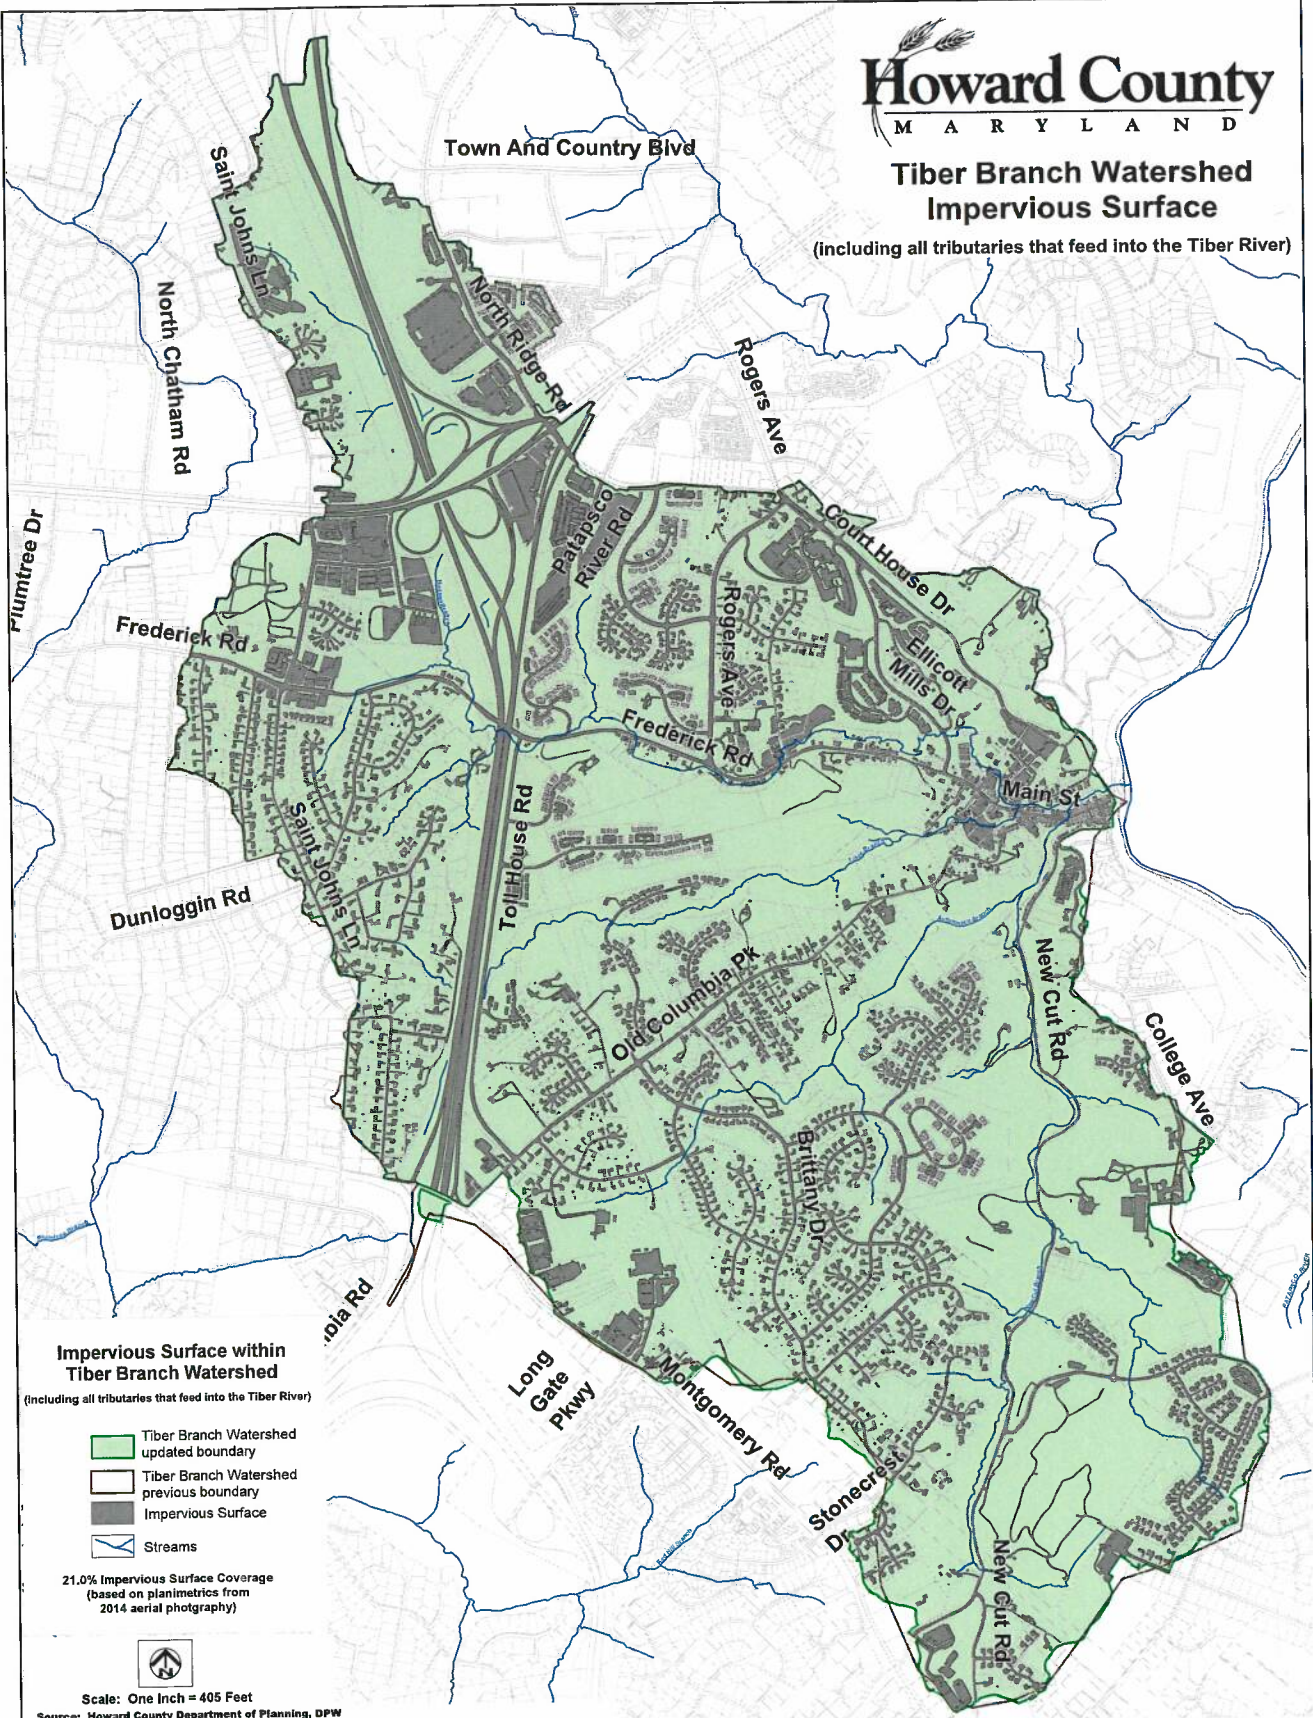 Howard County
MARYLAND
Tiber Branch Watershed
Impervious Surface
(including all tributaries that feed into the Tiber River)
Town And Country Blvd
Saint Johns Ln
North Ridge Rd
North Chatham Rd
Rogers Ave
Plumtree Dr
Patapsco
River Rd
Court House Dr
Frederick Rd
Rogers Ave
Ellicott
Mills Dr
Frederick Rd
Main St
Toll House Rd
Saint Johns Ln
Dunloggin Rd
Old Columbia Pk
New Cut Rd
College Ave
Brittany Dr
PATAPSCO RIVER
bia Rd
Long
Gate
Pkwy
Montgomery Rd
Stonecrest
Dr
New Cut Rd
Impervious Surface within
Tiber Branch Watershed
(including all tributaries that feed into the Tiber River)
Tiber Branch Watershed
updated boundary
Tiber Branch Watershed
previous boundary
Impervious Surface
Streams
21.0% Impervious Surface Coverage
(based on planimetrics from
2014 aerial photgraphy)
N
Scale: One Inch = 405 Feet
Source: Howard County Department of Planning, DPW